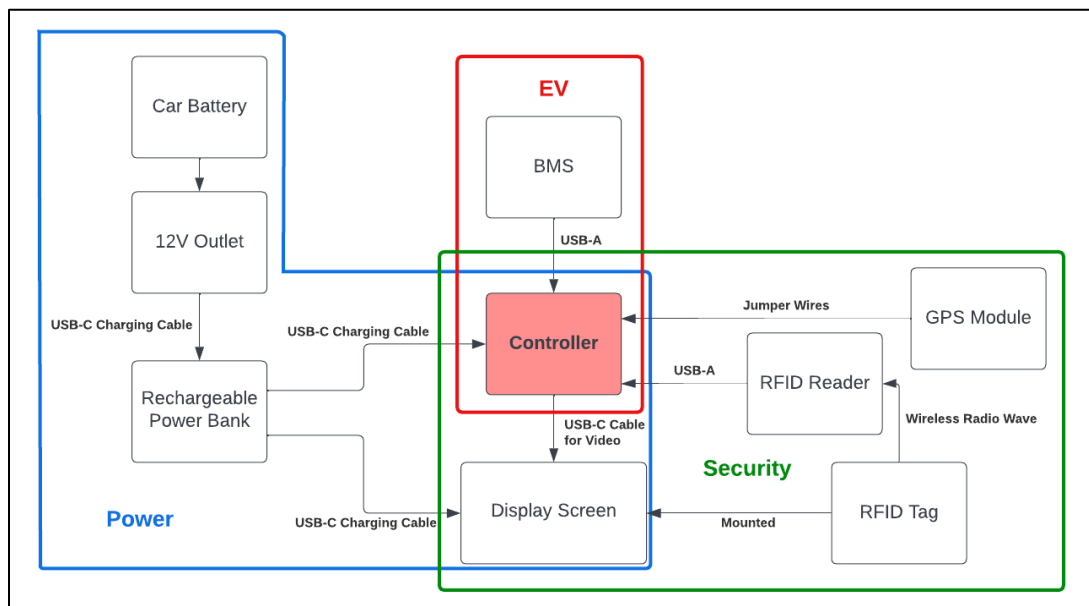 Car Battery
12V Outlet
USB-C Charging Cable
Rechargeable
Power Bank
Power
USB-C Charging Cable
USB-C Charging Cable
EV
BMS
USB-A
Controller
USB-C Cable
for Video
Display Screen
Jumper Wires
GPS Module
USB-A
RFID Reader
Wireless Radio Wave
Security
RFID Tag
Mounted